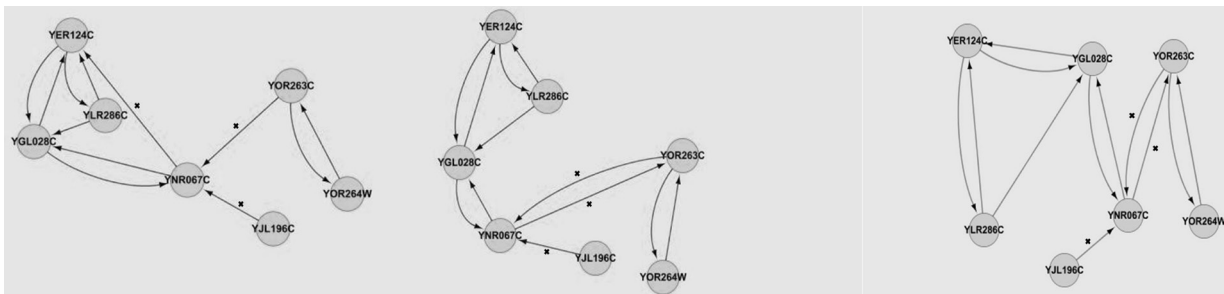 YER124C
YLR286C
YGL028C
YOR263C
YNR067C
YOR264W
YJL196C
YER124C
YLR286C
YGL028C
YOR263C
YNR067C
YJL196C
YOR264W
YER124C
YGL028C
YOR263C
YLR286C
YNR067C
YOR264W
YJL196C